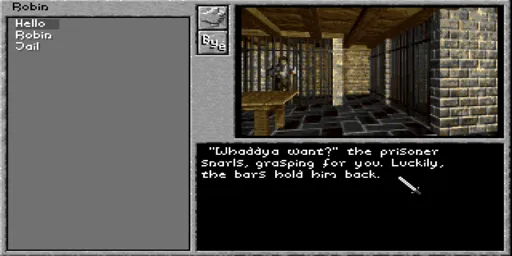 Robin
Hello
Robin
Jail
Bye
"Whaddya want?" the prisoner
snarls, grasping for you. Luckily,
the bars hold him back.